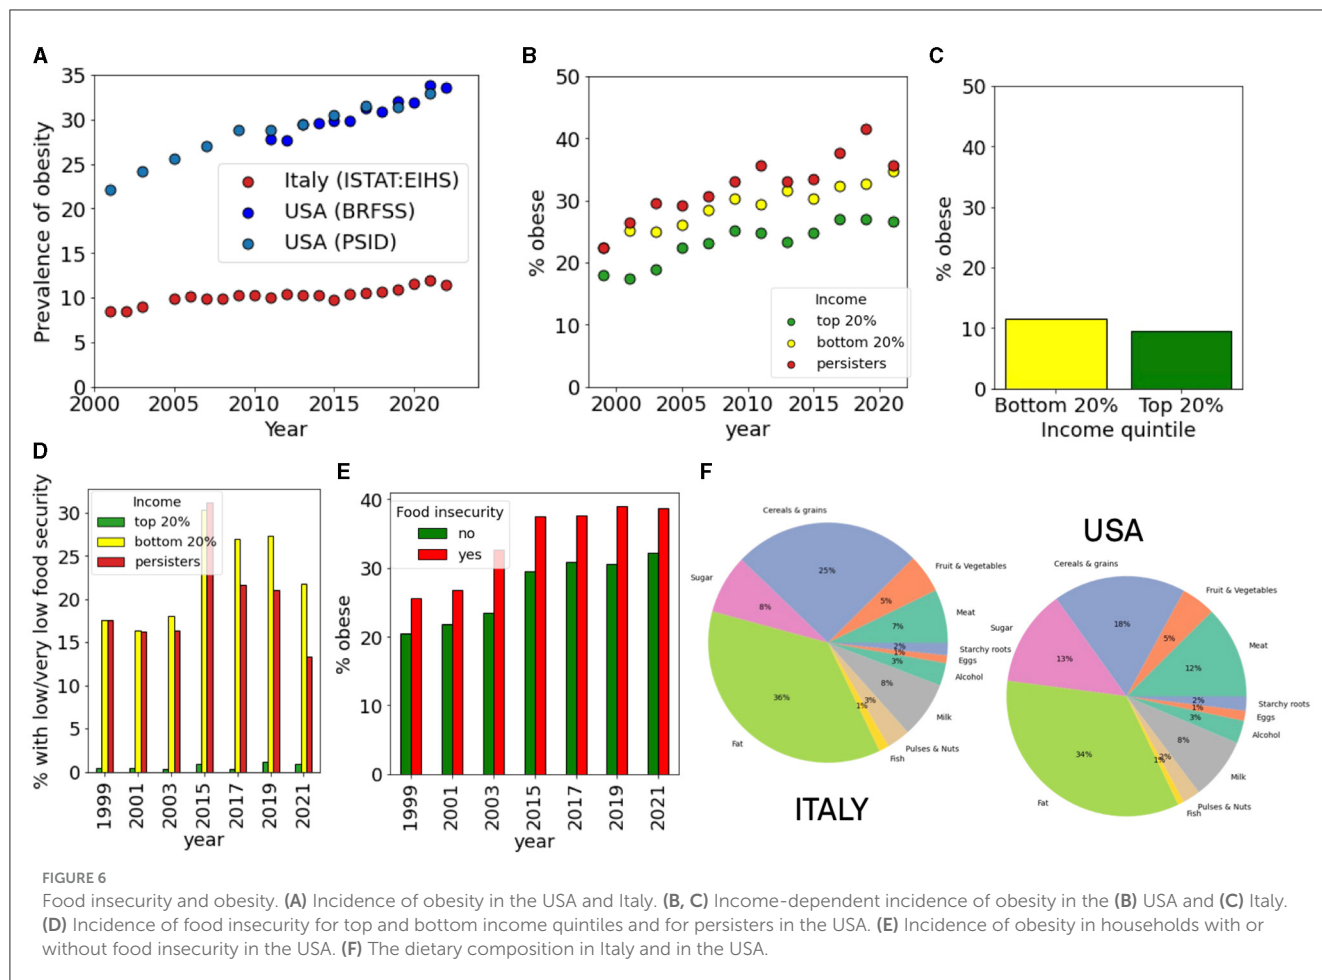 A
35
30
25
20
15
10
5
0
Prevalence of obesity
Italy (ISTAT:EIHS)
USA (BRFSS)
USA (PSID)
2000 2005 2010 2015 2020
Year
B
50
40
30
20
10
0
% obese
Income
top 20%
bottom 20%
persisters
2000 2005 2010 2015 2020
year
C
50
40
30
20
10
0
% obese
Bottom 20% Top 20%
Income quintile
D
% with low/very low food security
30
25
20
15
10
5
0
Income
top 20%
bottom 20%
persisters
1999 2001 2003 2015 2017 2019 2021
year
E
40
30
20
10
0
% obese
Food insecurity
no
yes
1999 2001 2003 2015 2017 2019 2021
year
F
Cereals & grains
25%
Fruit & Vegetables
5%
Meat
7%
Starchy roots
2%
Eggs
1%
Alcohol
3%
Milk
8%
Pulses & Nuts
3%
Fish
1%
Fat
36%
Sugar
8%
ITALY
USA
Cereals & grains
18%
Fruit & Vegetables
5%
Meat
12%
Starchy roots
2%
Eggs
1%
Alcohol
3%
Milk
8%
Pulses & Nuts
2%
Fish
1%
Fat
34%
Sugar
13%
FIGURE 6
Food insecurity and obesity. (A) Incidence of obesity in the USA and Italy. (B, C) Income-dependent incidence of obesity in the (B) USA and (C) Italy.
(D) Incidence of food insecurity for top and bottom income quintiles and for persisters in the USA. (E) Incidence of obesity in households with or
without food insecurity in the USA. (F) The dietary composition in Italy and in the USA.